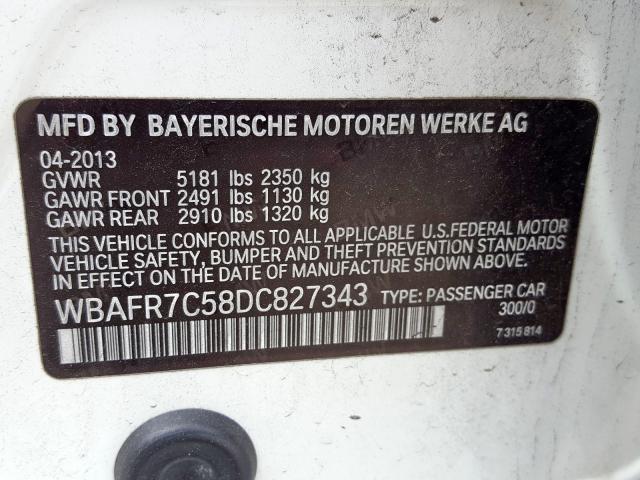 MFD BY BAYERISCHE MOTOREN WERKE AG
04-2013
GVWR 5181 lbs 2350 kg
GAWR FRONT 2491 lbs 1130 kg
GAWR REAR 2910 lbs 1320 kg
THIS VEHICLE CONFORMS TO ALL APPLICABLE U.S.FEDERAL MOTOR
VEHICLE SAFETY, BUMPER AND THEFT PREVENTION STANDARDS
IN EFFECT ON THE DATE OF MANUFACTURE SHOWN ABOVE.
WBAFR7C58DC827343 TYPE: PASSENGER CAR
300/0
7 315 814